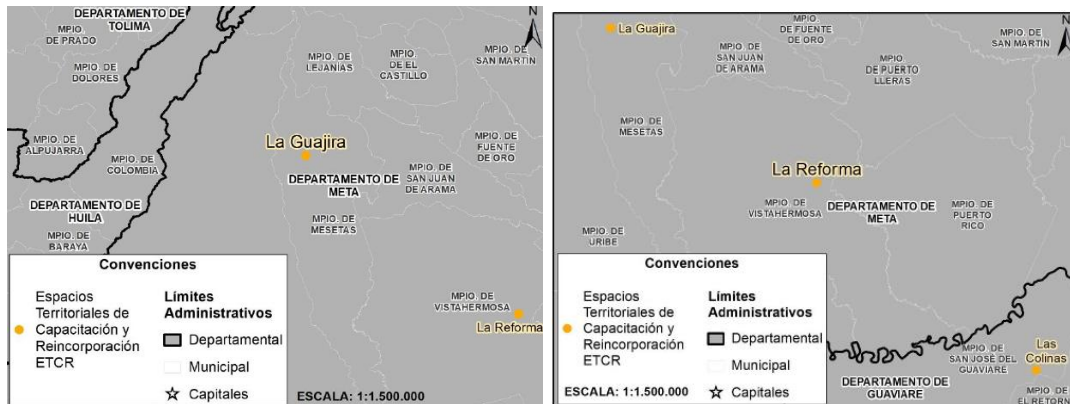 DEPARTAMENTO DE
TOLIMA
MPIO.
DE PRADO
MPIO. DE
DOLORES
MPIO. DE
LEJANÍAS
MPIO.
DE EL
CASTILLO
MPIO. DE
SAN MARTIN
N
MPIO. DE
ALPUJARRA
MPIO. DE
COLOMBIA
La Guajira
MPIO.
DE FUENTE
DE ORO
DEPARTAMENTO DE
META
MPIO. DE
SAN JUAN
DE ARAMA
DEPARTAMENTO DE
HUILA
MPIO. DE
MESETAS
MPIO. DE
BARAYA
MPIO. DE
VISTAHERMOSA
La Reforma
Convenciones
Espacios
Territoriales de
Capacitación y
Reincorporación
ETCR
Límites
Administrativos
Departamental
Municipal
Capitales
ESCALA: 1:1.500.000
La Guajira
MPIO.
DE FUENTE
DE ORO
MPIO. DE
SAN MARTIN
N
MPIO.
DE SAN
JUAN DE
ARAMA
MPIO.
DE PUERTO
LLERAS
MPIO. DE
MESETAS
La Reforma
MPIO. DE
VISTAHERMOSA
DEPARTAMENTO DE
META
MPIO.
DE PUERTO
RICO
MPIO. DE
URIBE
Convenciones
Espacios
Territoriales de
Capacitación y
Reincorporación
ETCR
Límites
Administrativos
Departamental
Municipal
Capitales
ESCALA: 1:1.500.000
MPIO. DE
SAN JOSÉ DEL
GUAVIARE
Las
Colinas
DEPARTAMENTO DE
GUAVIARE
MPIO. DE
EL RETORNO